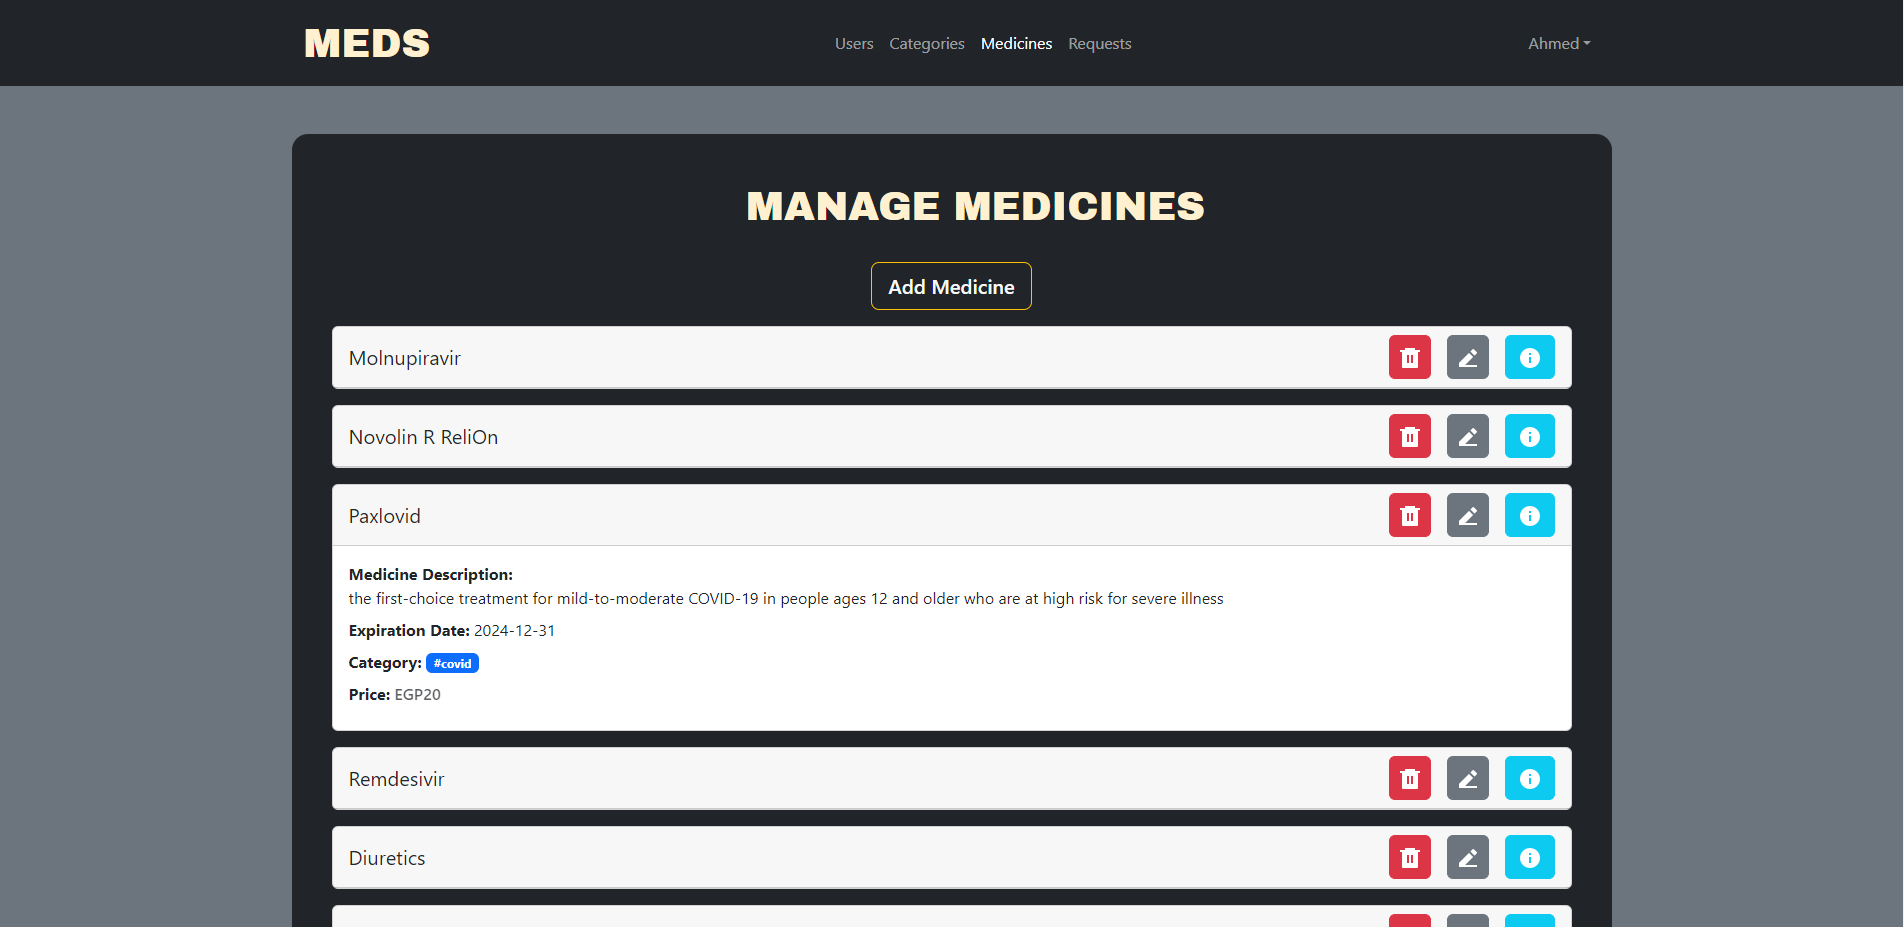 MEDS
Users Categories Medicines Requests
Ahmed
MANAGE MEDICINES
Add Medicine
Molnupiravir
Novolin R ReliOn
Paxlovid
Medicine Description:
the first-choice treatment for mild-to-moderate COVID-19 in people ages 12 and older who are at high risk for severe illness
Expiration Date: 2024-12-31
Category: #covid
Price: EGP20
Remdesivir
Diuretics